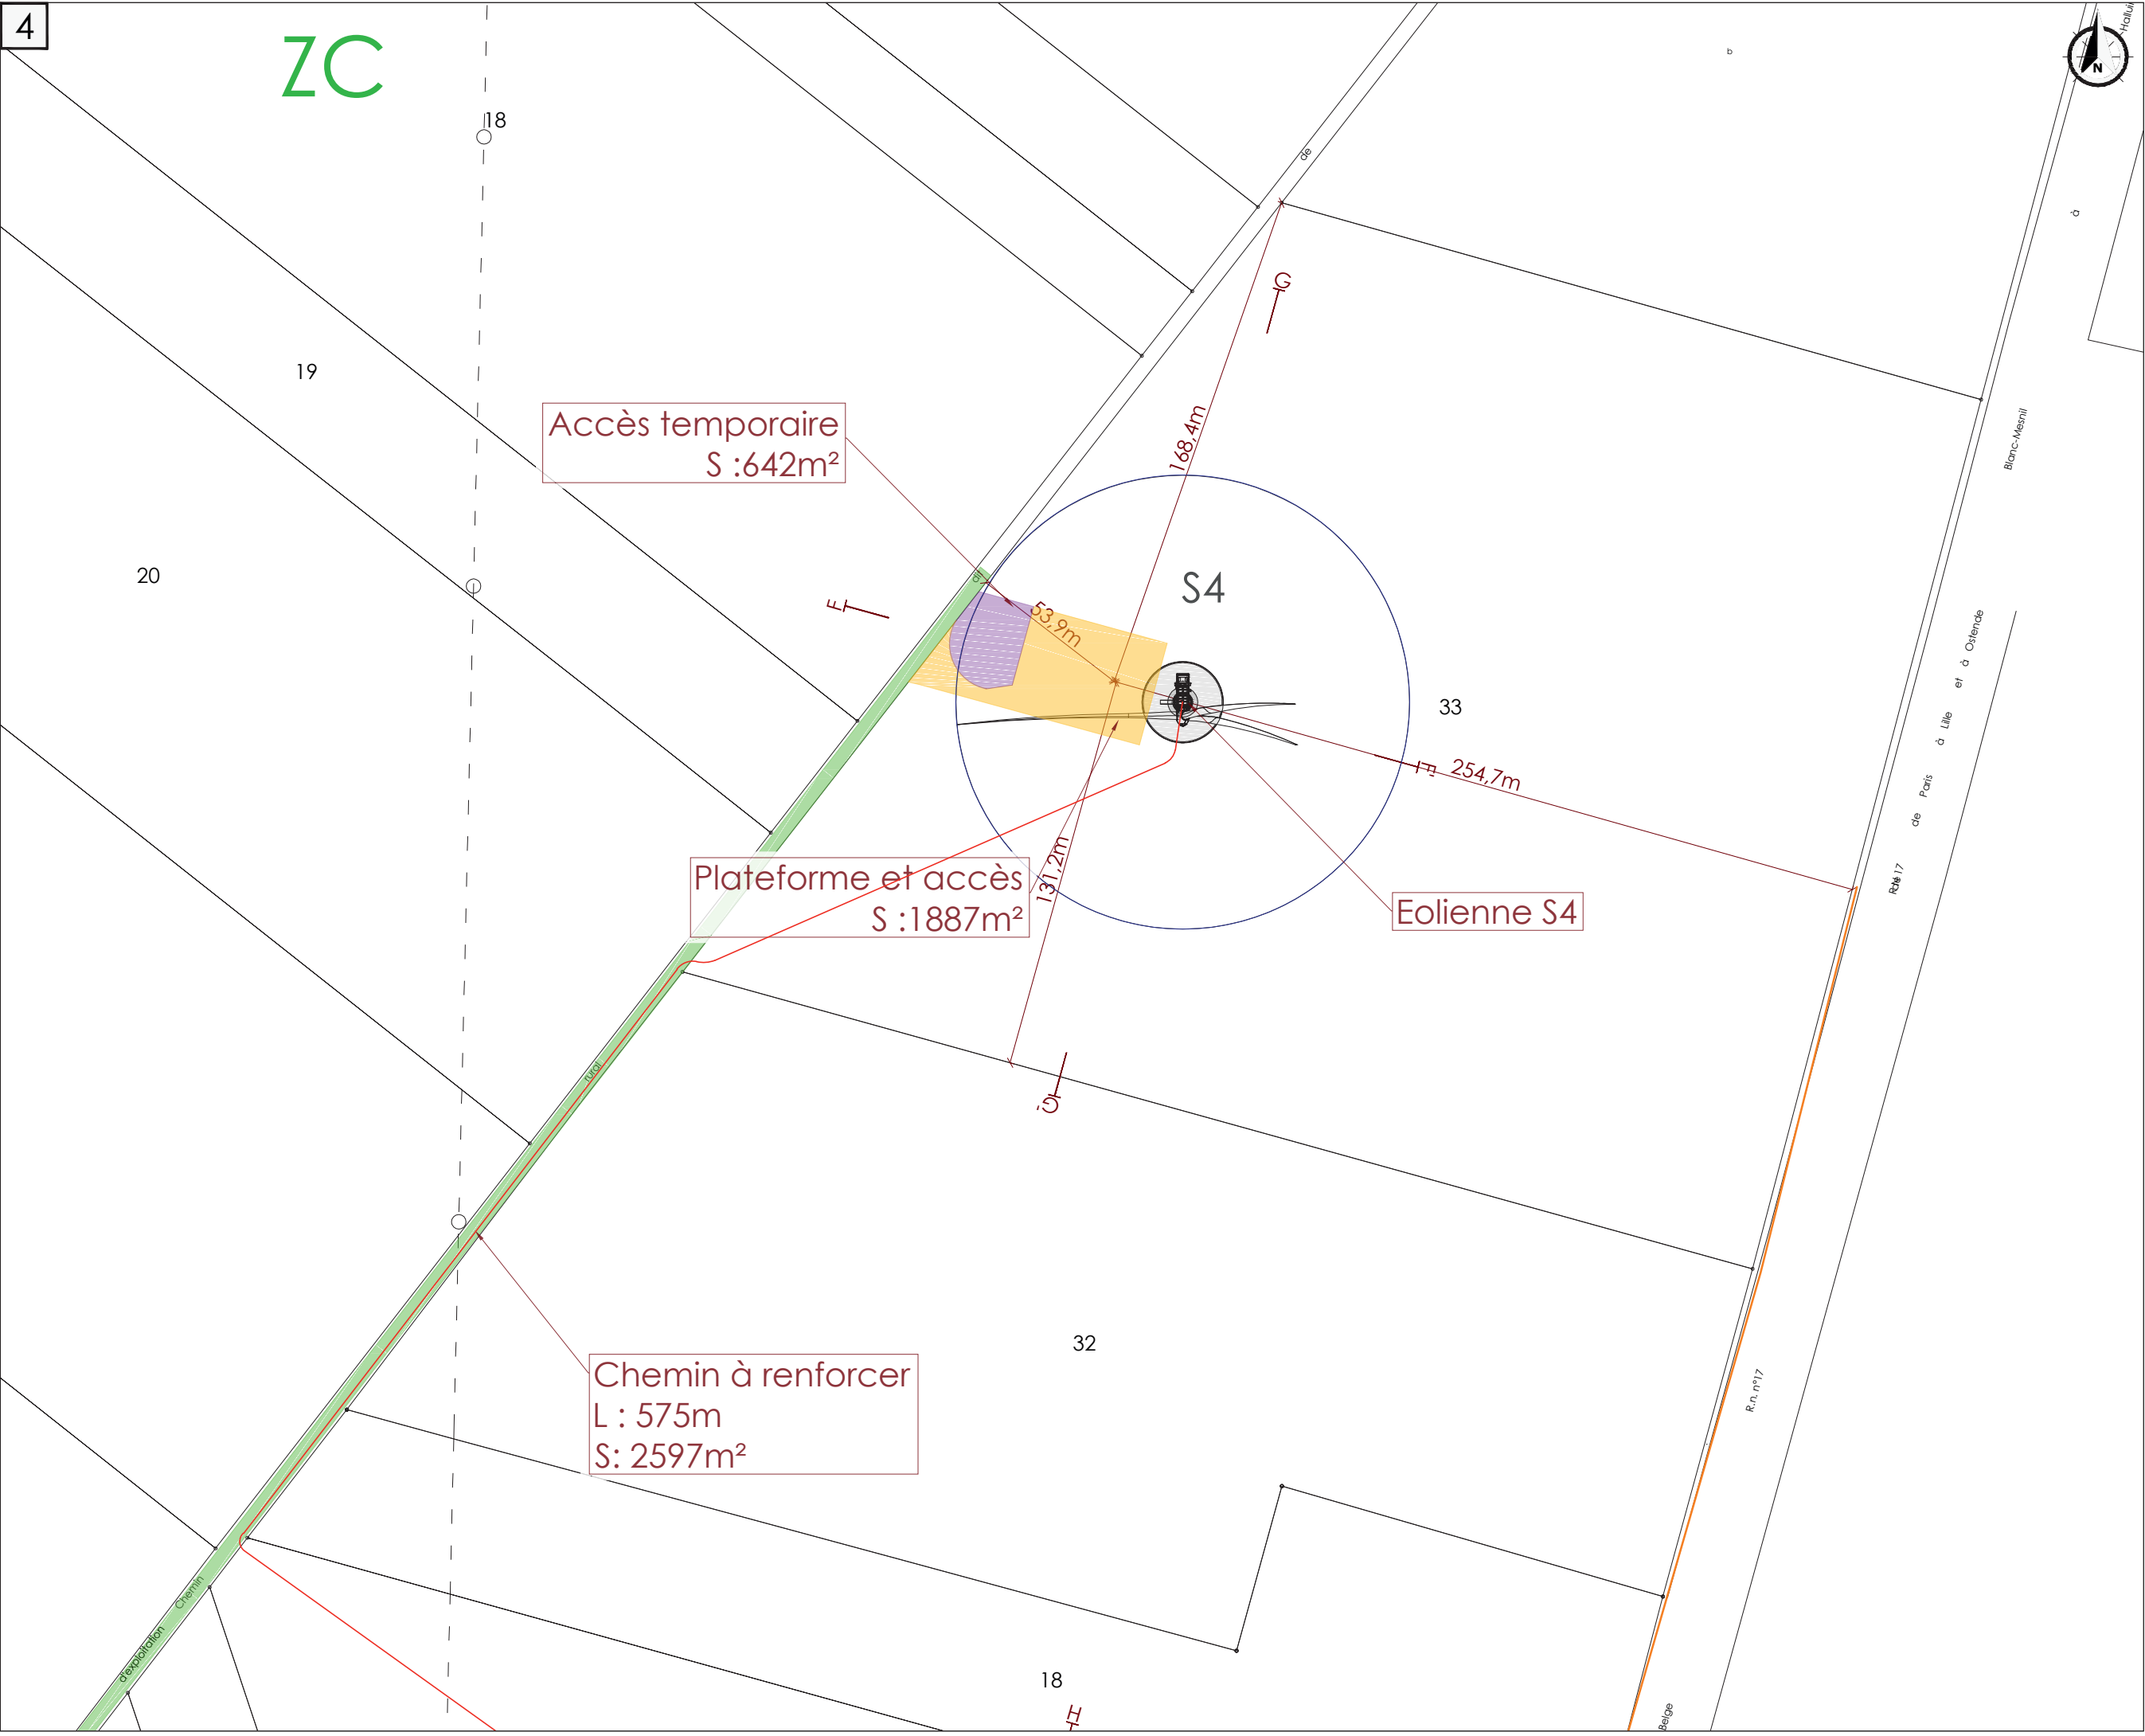 4
ZC
18
N
de
b
à
G
19
Accès temporaire
S :642m²
168,4m
Blanc-Mesnil
20
dit
F
53,9m
S4
33
F'
254,7m
de Paris à Lille et à Ostende
131,2m
Plateforme et accès
S :1887m²
Eolienne S4
rural
G'
32
Chemin à renforcer
L : 575m
S: 2597m²
R.n. n°17
Chemin
d'exploitation
18
H
Belge